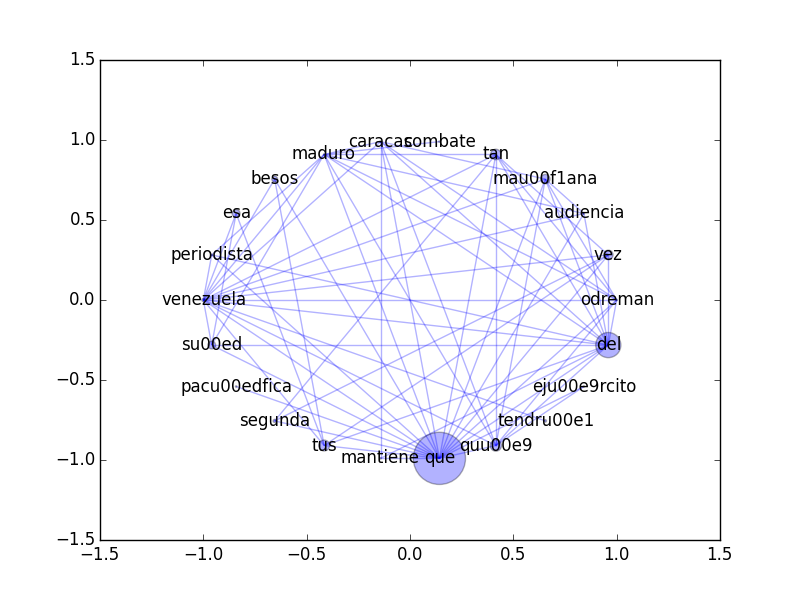 1.5
1.0
0.5
0.0
−0.5
−1.0
−1.5
caracas
combate
maduro
tan
besos
mau00f1ana
esa
audiencia
periodista
vez
venezuela
odreman
su00ed
del
pacu00edfica
eju00e9rcito
segunda
tendru00e1
tus
quu00e9
mantiene
que
−1.5
−1.0
−0.5
0.0
0.5
1.0
1.5